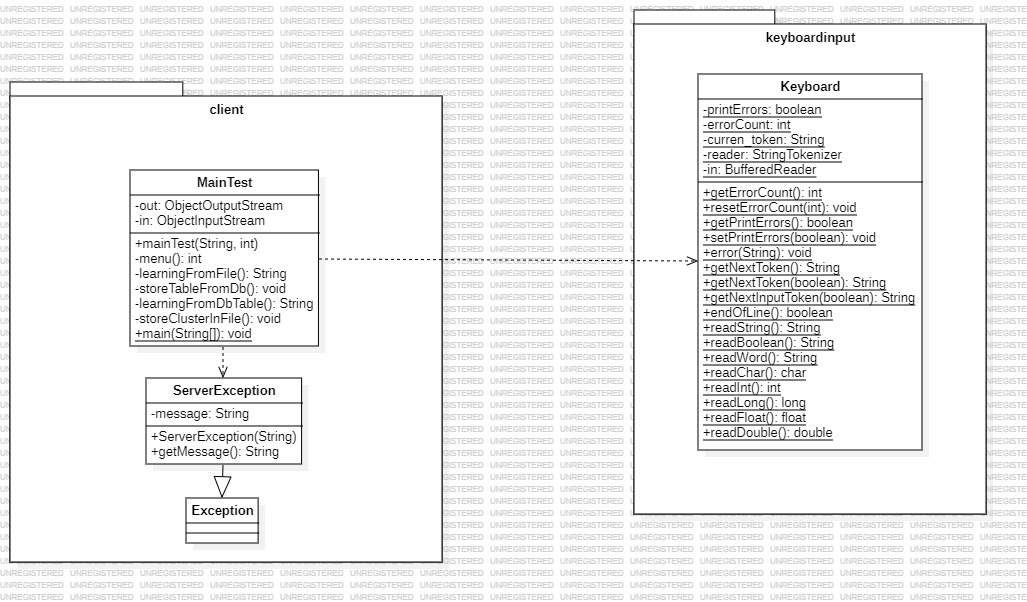 client
MainTest
-out: ObjectOutputStream
-in: ObjectInputStream
+mainTest(String, int)
-menu(): int
-learningFromFile(): String
-storeTableFromDb(): void
-learningFromDbTable(): String
-storeClusterInFile(): void
+main(String[]): void
ServerException
-message: String
+ServerException(String)
+getMessage(): String
Exception
keyboardinput
Keyboard
-printErrors: boolean
-errorCount: int
-curren_token: String
-reader: StringTokenizer
-in: BufferedReader
+getErrorCount(): int
+resetErrorCount(int): void
+getPrintErrors(): boolean
+setPrintErrors(boolean): void
+error(String): void
+getNextToken(): String
+getNextToken(boolean): String
+getNextInputToken(boolean): String
+endOfLine(): boolean
+readString(): String
+readBoolean(): String
+readWord(): String
+readChar(): char
+readInt(): int
+readLong(): long
+readFloat(): float
+readDouble(): double
UNREGISTERED